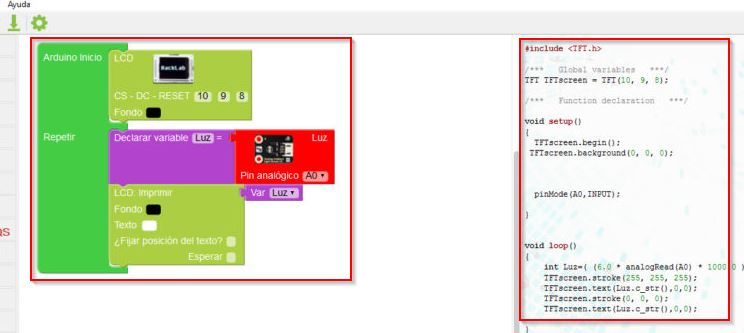 Ayuda
Arduino Inicio
LCD
HackLab
CS - DC - RESET 10 9 8
Fondo
Repetir
Declarar variable Luz =
Luz
Pin analógico A0
LCD: Imprimir
Var Luz
Fondo
Texto
¿Fijar posición del texto?
Esperar
as
#include <TFT.h>
/*** Global variables ***/
TFT TFTscreen = TFT(10, 9, 8);
/*** Function declaration ***/
void setup()
{
TFTscreen.begin();
TFTscreen.background(0, 0, 0);
pinMode(A0,INPUT);
}
void loop()
{
int Luz=( (6.0 * analogRead(A0) * 1000.0 )
TFTscreen.stroke(255, 255, 255);
TFTscreen.text(Luz.c_str(),0,0);
TFTscreen.stroke(0, 0, 0);
TFTscreen.text(Luz.c_str(),0,0);
}